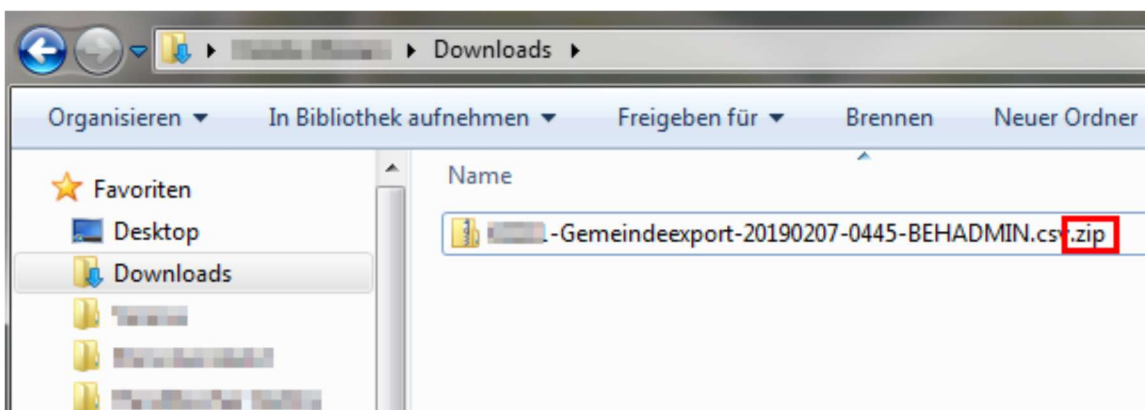 Downloads
Organisieren In Bibliothek aufnehmen Freigeben für Brennen Neuer Ordner
Favoriten
Name
Desktop
-Gemeindeexport-20190207-0445-BEHADMIN.csv.zip
Downloads